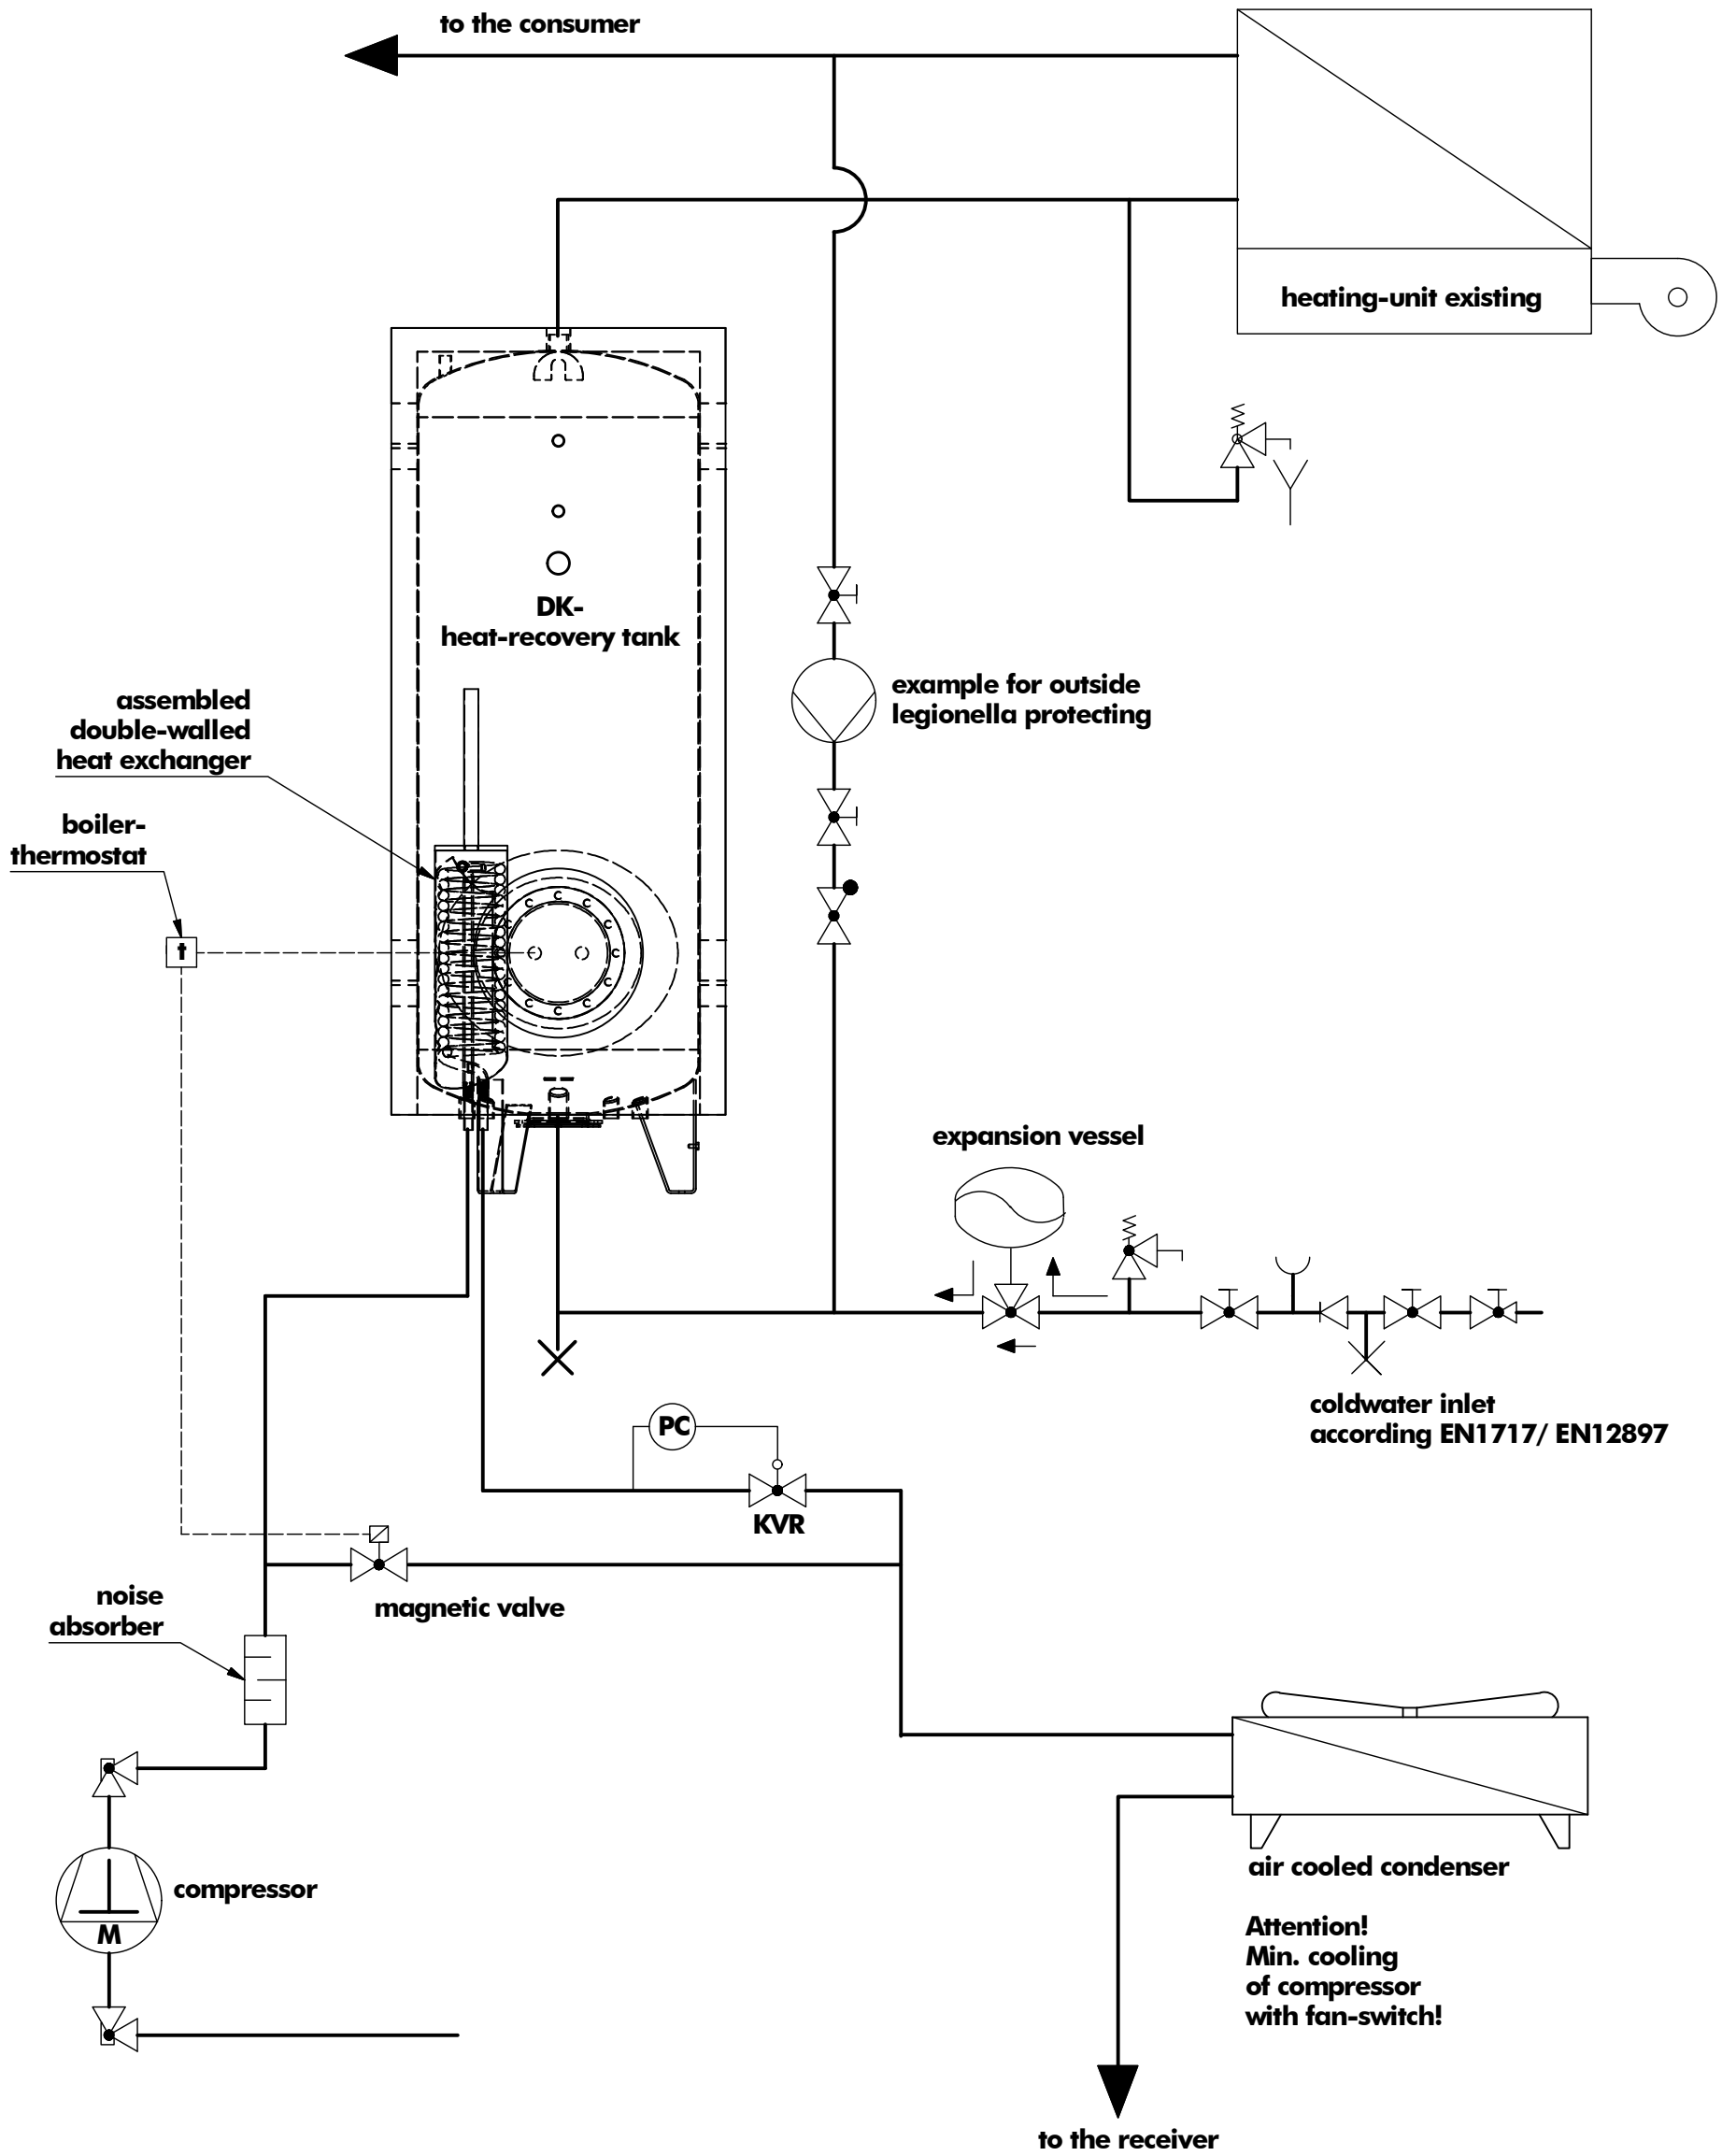 to the consumer
heating-unit existing
DK-
heat-recovery tank
assembled
double-walled
heat exchanger
example for outside
legionella protecting
boiler-
thermostat
t
expansion vessel
coldwater inlet
according EN1717/ EN12897
PC
KVR
magnetic valve
noise
absorber
compressor
M
air cooled condenser
Attention!
Min. cooling
of compressor
with fan-switch!
to the receiver